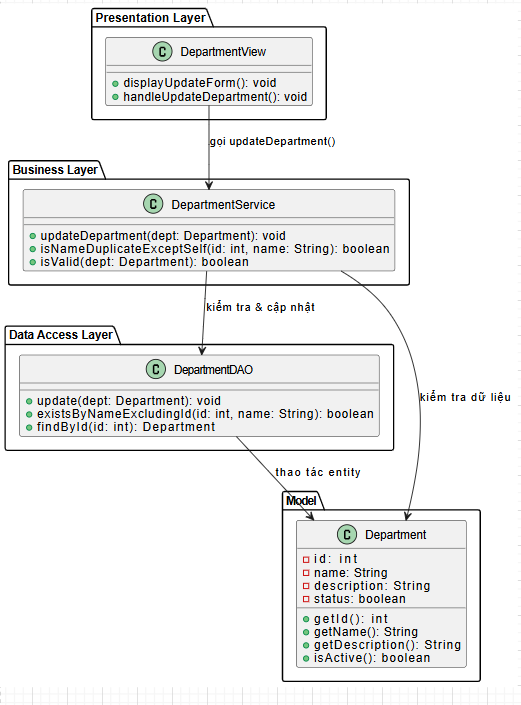 Presentation Layer
C DepartmentView
displayUpdateForm(): void
handleUpdateDepartment(): void
gọi updateDepartment()
Business Layer
C DepartmentService
updateDepartment(dept: Department): void
isNameDuplicateExceptSelf(id: int, name: String): boolean
isValid(dept: Department): boolean
kiểm tra & cập nhật
Data Access Layer
C DepartmentDAO
update(dept: Department): void
existsByNameExcludingId(id: int, name: String): boolean
findById(id: int): Department
kiểm tra dữ liệu
thao tác entity
Model
C Department
id: int
name: String
description: String
status: boolean
getId(): int
getName(): String
getDescription(): String
isActive(): boolean